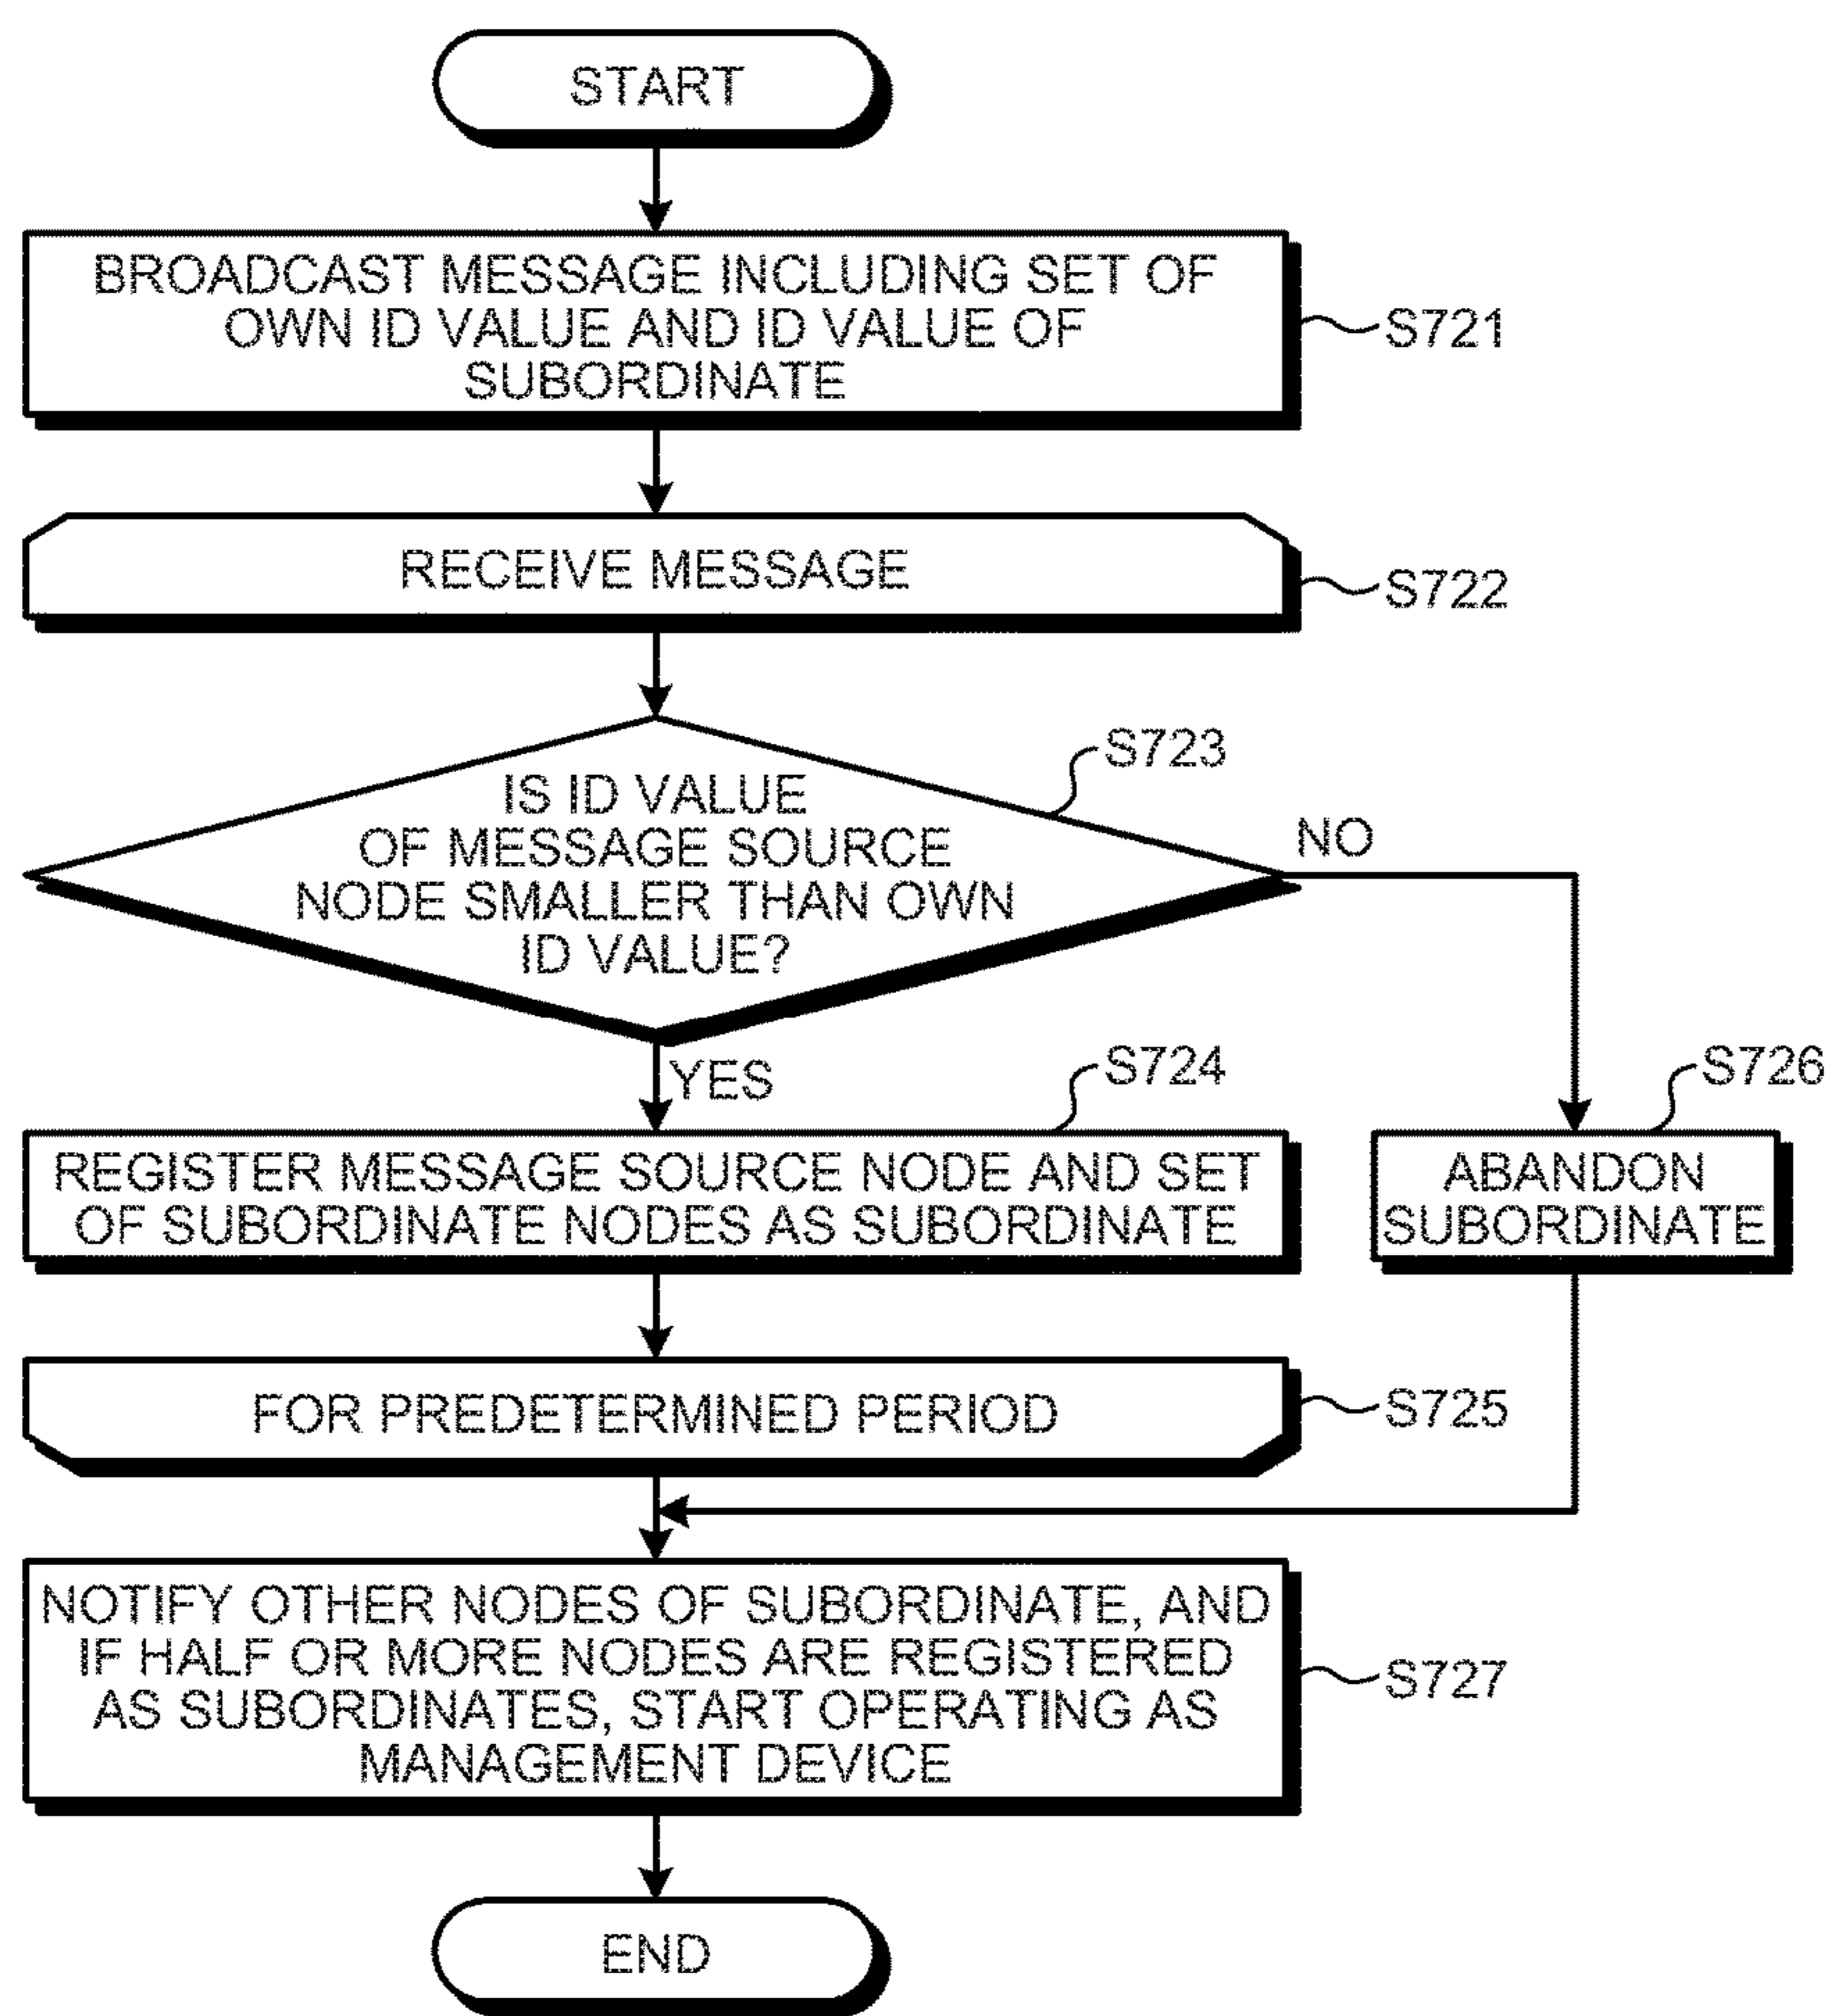 START
BROADCAST MESSAGE INCLUDING SET OF
OWN ID VALUE AND ID VALUE OF
SUBORDINATE
S721
RECEIVE MESSAGE
S722
S723
IS ID VALUE
OF MESSAGE SOURCE
NODE SMALLER THAN OWN
ID VALUE?
NO
YES
S724
S726
REGISTER MESSAGE SOURCE NODE AND SET
OF SUBORDINATE NODES AS SUBORDINATE
ABANDON
SUBORDINATE
FOR PREDETERMINED PERIOD
S725
NOTIFY OTHER NODES OF SUBORDINATE, AND
IF HALF OR MORE NODES ARE REGISTERED
AS SUBORDINATES, START OPERATING AS
MANAGEMENT DEVICE
S727
END